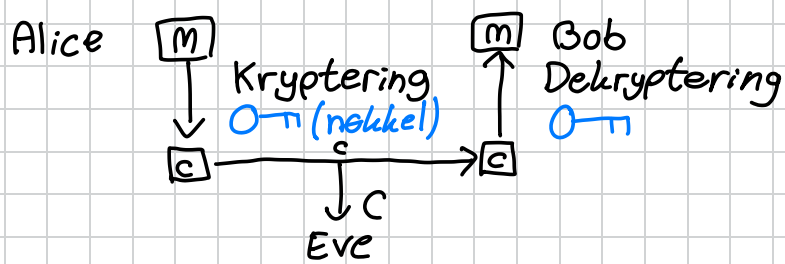 Alice m m Bob
Kryptering Dekryptering
(nøkkel)
c c c
C
Eve